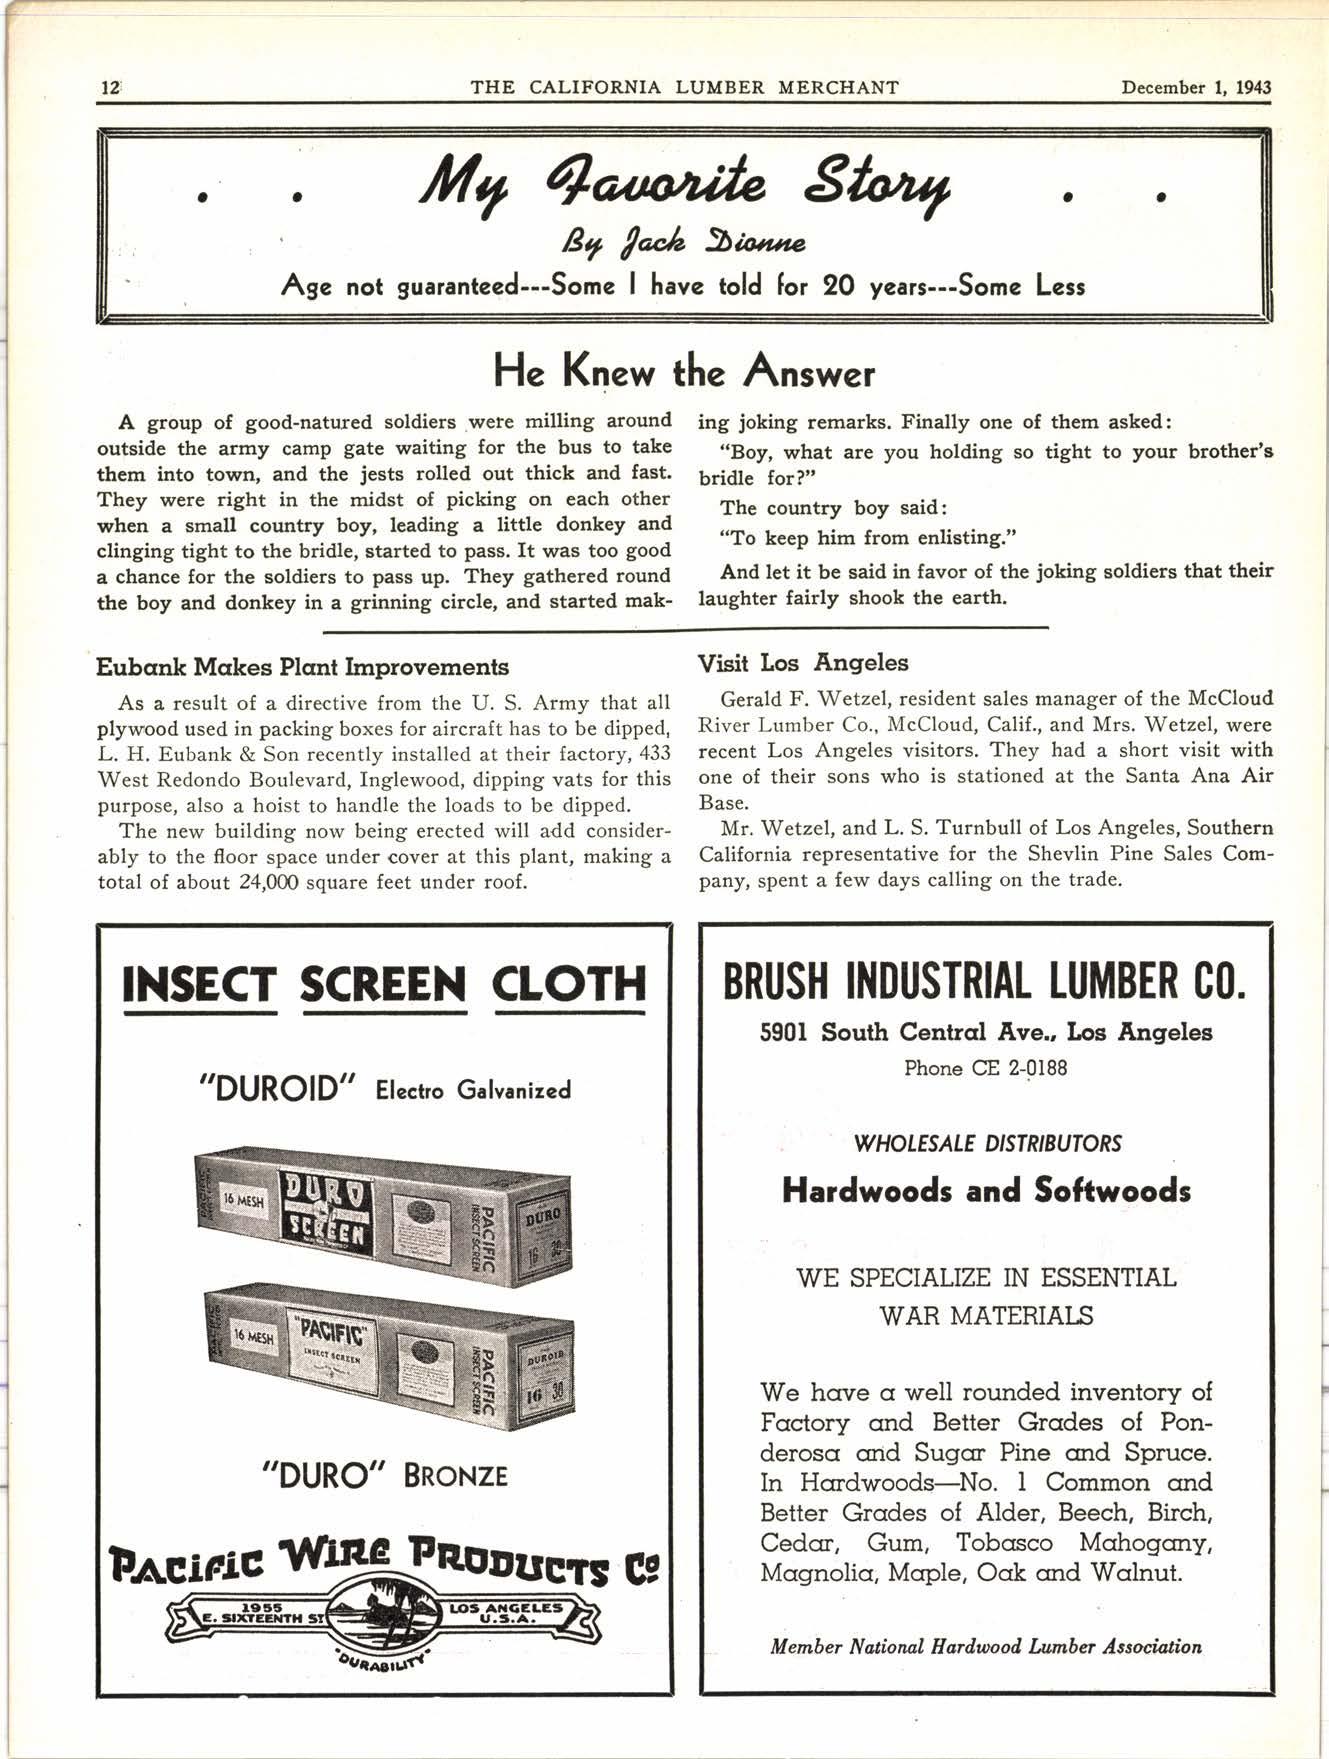 12
THE CALIFORNIA LUMBER MERCHANT
December 1, 1943
My Favorite Story
By Jack Dionne
Age not guaranteed---Some I have told for 20 years---Some Less
He Knew the Answer
A group of good-natured soldiers were milling around
outside the army camp gate waiting for the bus to take
them into town, and the jests rolled out thick and fast.
They were right in the midst of picking on each other
when a small country boy, leading a little donkey and
clinging tight to the bridle, started to pass. It was too good
a chance for the soldiers to pass up. They gathered round
the boy and donkey in a grinning circle, and started mak-
ing joking remarks. Finally one of them asked:
"Boy, what are you holding so tight to your brother's
bridle for?"
The country boy said:
"To keep him from enlisting."
And let it be said in favor of the joking soldiers that their
laughter fairly shook the earth.
Eubank Makes Plant Improvements
As a result of a directive from the U. S. Army that all
plywood used in packing boxes for aircraft has to be dipped,
L. H. Eubank & Son recently installed at their factory, 433
West Redondo Boulevard, Inglewood, dipping vats for this
purpose, also a hoist to handle the loads to be dipped.
The new building now being erected will add consider-
ably to the floor space under cover at this plant, making a
total of about 24,000 square feet under roof.
Visit Los Angeles
Gerald F. Wetzel, resident sales manager of the McCloud
River Lumber Co., McCloud, Calif., and Mrs. Wetzel, were
recent Los Angeles visitors. They had a short visit with
one of their sons who is stationed at the Santa Ana Air
Base.
Mr. Wetzel, and L. S. Turnbull of Los Angeles, Southern
California representative for the Shevlin Pine Sales Com-
pany, spent a few days calling on the trade.
INSECT SCREEN CLOTH
"DUROID" Electro Galvanized
16 MESH
DURO
SCREEN
PACIFIC
INSECT SCREEN
DURO
16 30
16 MESH
"PACIFIC"
INSECT SCREEN
PACIFIC
INSECT SCREEN
DUROID
16 30
"DURO" BRONZE
PACIFIC WIRE PRODUCTS Co
1955
E. SIXTEENTH ST
LOS ANGELES
U.S.A.
"DURABILITY"
BRUSH INDUSTRIAL LUMBER CO.
5901 South Central Ave., Los Angeles
Phone CE 2-0188
WHOLESALE DISTRIBUTORS
Hardwoods and Softwoods
WE SPECIALIZE IN ESSENTIAL
WAR MATERIALS
We have a well rounded inventory of
Factory and Better Grades of Pon-
derosa and Sugar Pine and Spruce.
In Hardwoods—No. 1 Common and
Better Grades of Alder, Beech, Birch,
Cedar, Gum, Tobasco Mahogany,
Magnolia, Maple, Oak and Walnut.
Member National Hardwood Lumber Association